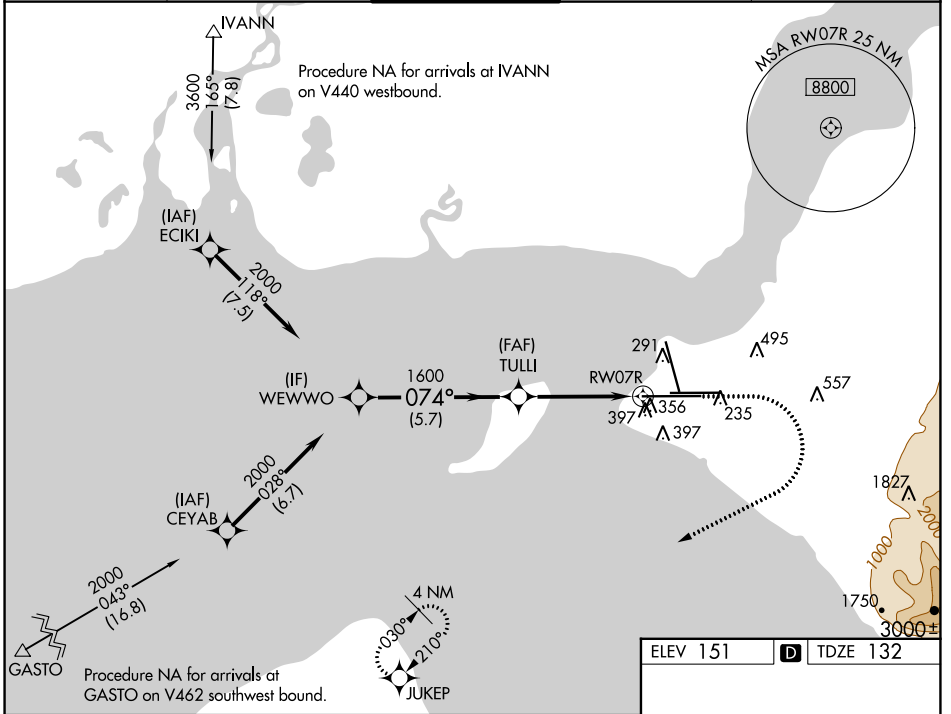 IVANN
3600
165°
(7.8)
Procedure NA for arrivals at IVANN
on V440 westbound.
MSA RW07R 25 NM
8800
(IAF)
ECIKI
2000
118°
(7.5)
(IF)
WEWWO
1600
074°
(5.7)
(FAF)
TULLI
RW07R
291
495
356
397
397
235
557
1827
2000
1000
1750
3000±
(IAF)
CEYAB
2000
028°
(6.7)
2000
043°
(16.8)
GASTO
Procedure NA for arrivals at
GASTO on V462 southwest bound.
4 NM
030°
210°
JUKEP
ELEV 151
D
TDZE 132